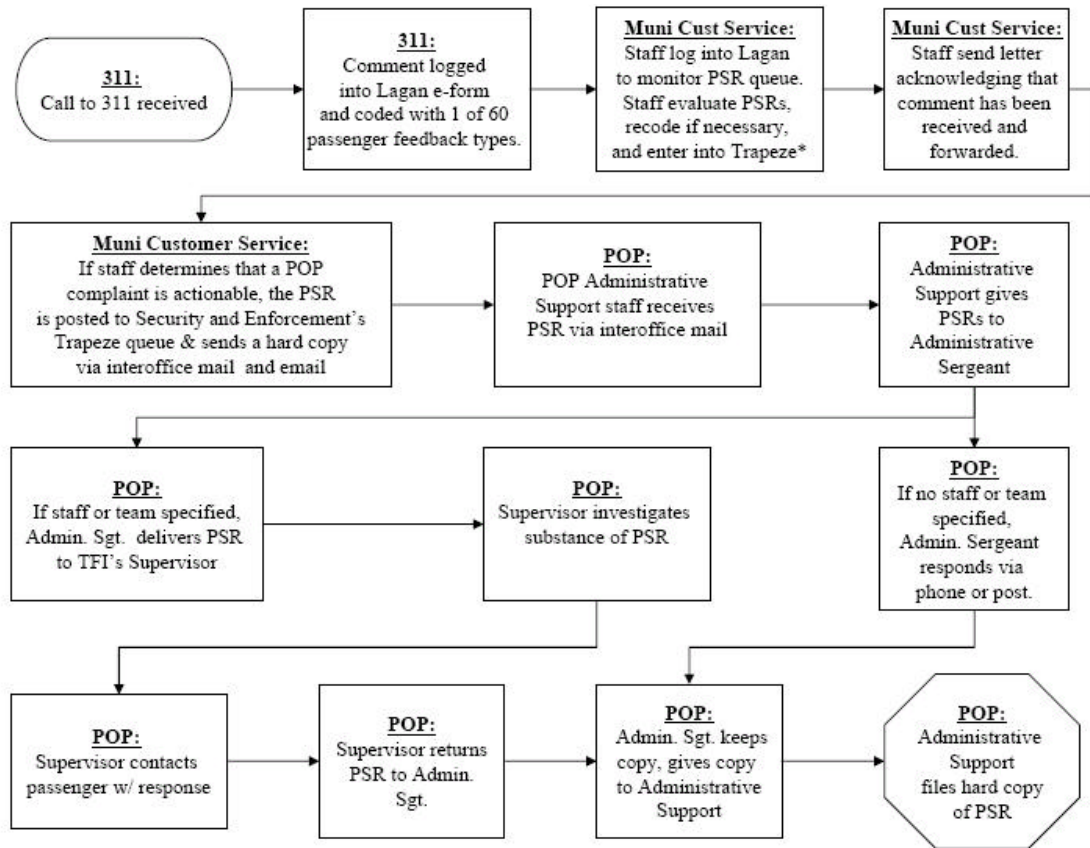 311:
Call to 311 received
311:
Comment logged
into Lagan e-form
and coded with 1 of 60
passenger feedback types.
Muni Cust Service:
Staff log into Lagan
to monitor PSR queue.
Staff evaluate PSRs,
recode if necessary,
and enter into Trapeze*
Muni Cust Service:
Staff send letter
acknowledging that
comment has been
received and
forwarded.
Muni Customer Service:
If staff determines that a POP
complaint is actionable, the PSR
is posted to Security and Enforcement's
Trapeze queue & sends a hard copy
via interoffice mail and email
POP:
POP Administrative
Support staff receives
PSR via interoffice mail
POP:
Administrative
Support gives
PSRs to
Administrative
Sergeant
POP:
If staff or team specified,
Admin. Sgt. delivers PSR
to TFI's Supervisor
POP:
Supervisor investigates
substance of PSR
POP:
If no staff or team
specified,
Admin. Sergeant
responds via
phone or post.
POP:
Supervisor contacts
passenger w/ response
POP:
Supervisor returns
PSR to Admin.
Sgt.
POP:
Admin. Sgt. keeps
copy, gives copy
to Administrative
Support
POP:
Administrative
Support
files hard copy
of PSR